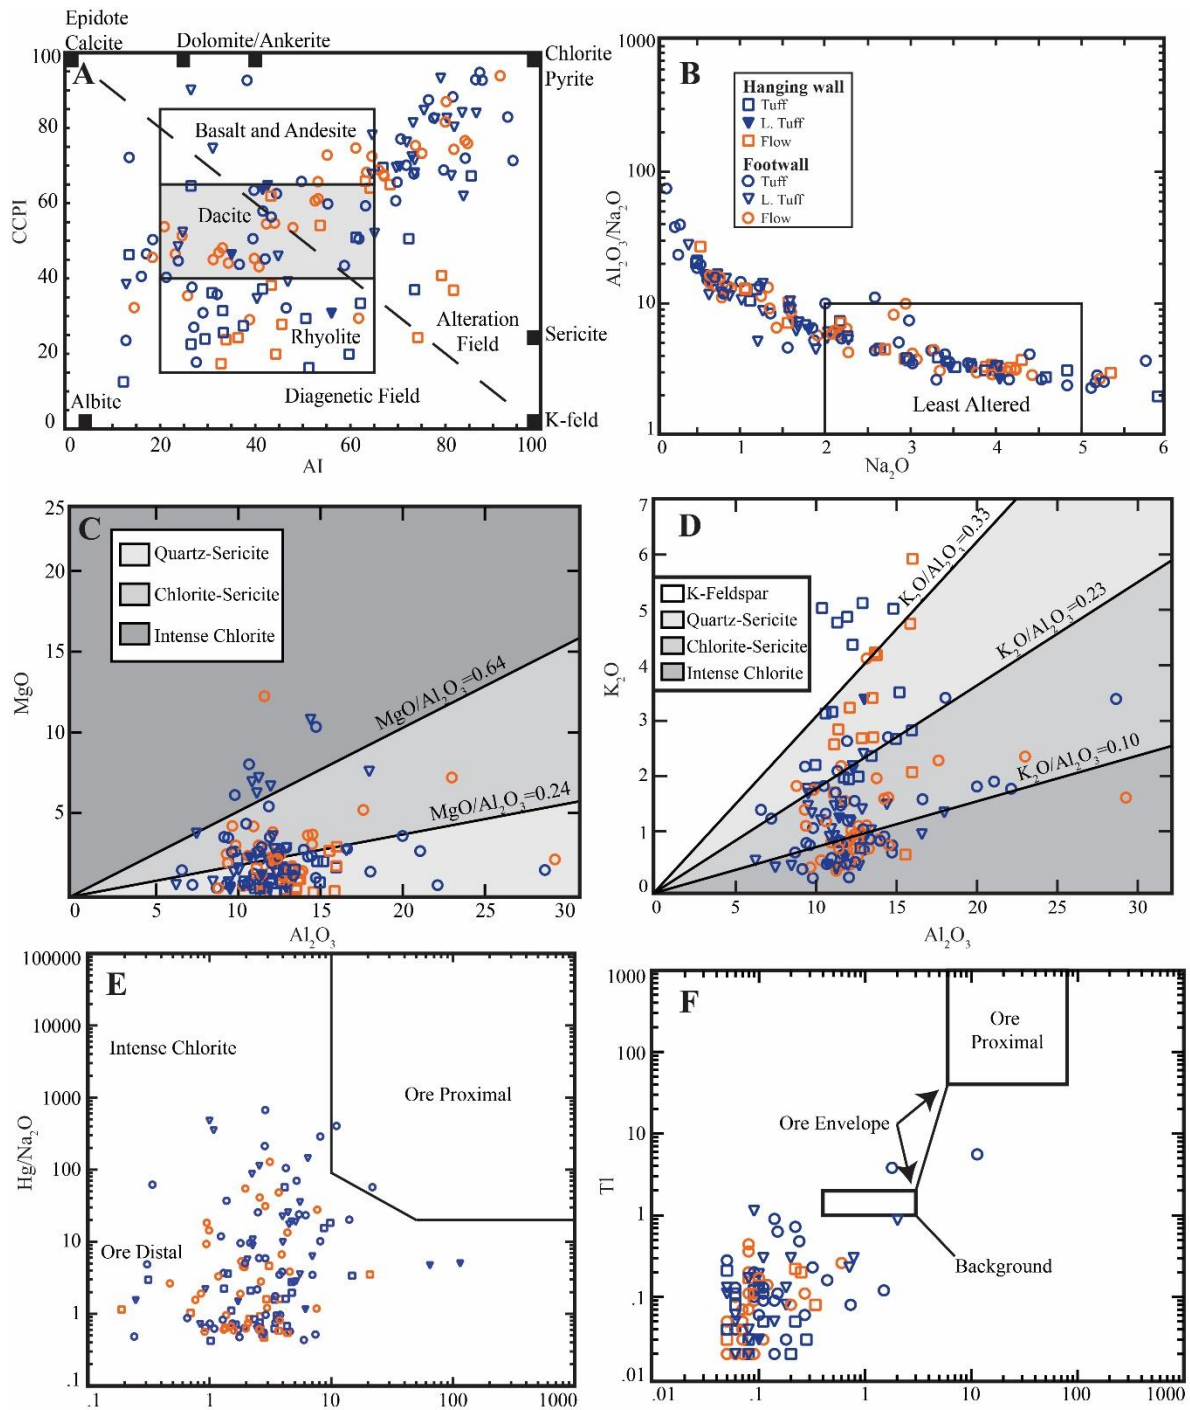 Epidote
Calcite
Dolomite/Ankerite
Chlorite
Pyrite
A
Basalt and Andesite
Dacite
Rhyolite
Alteration
Field
Sericite
Diagenetic Field
Albite
K-feld
100
80
60
40
20
0
CCPI
0 20 40 60 80 100
AI
B
Hanging wall
Tuff
L. Tuff
Flow
Footwall
Tuff
L. Tuff
Flow
Least Altered
1000
100
10
1
Al₂O₃/Na₂O
0 1 2 3 4 5 6
Na₂O
C
Quartz-Sericite
Chlorite-Sericite
Intense Chlorite
MgO/Al₂O₃=0.64
MgO/Al₂O₃=0.24
25
20
15
10
5
MgO
0 5 10 15 20 25 30
Al₂O₃
D
K-Feldspar
Quartz-Sericite
Chlorite-Sericite
Intense Chlorite
K₂O/Al₂O₃=0.33
K₂O/Al₂O₃=0.23
K₂O/Al₂O₃=0.10
7
6
5
4
3
2
1
0
K₂O
0 5 10 15 20 25 30
Al₂O₃
E
Intense Chlorite
Ore Proximal
Ore Distal
100000
10000
1000
100
10
1
.1
Hg/Na₂O
.1 1 10 100 1000
F
Ore
Proximal
Ore Envelope
Background
1000
100
10
1
.1
.01
Tl
.01 .1 1 10 100 1000